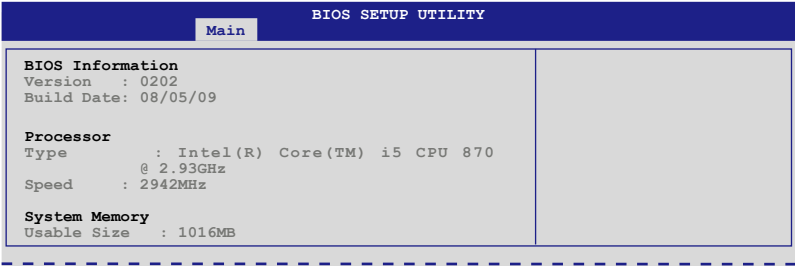 BIOS SETUP UTILITY
Main
BIOS Information
Version : 0202
Build Date: 08/05/09
Processor
Type : Intel(R) Core(TM) i5 CPU 870
@ 2.93GHz
Speed : 2942MHz
System Memory
Usable Size : 1016MB